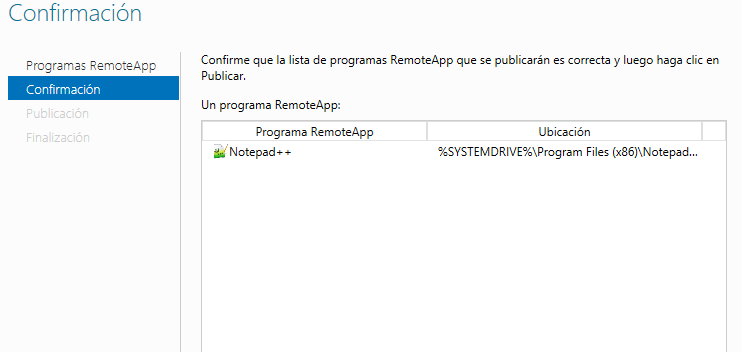 Confirmación
Programas RemoteApp
Confirmación
Publicación
Finalización
Confirme que la lista de programas RemoteApp que se publicarán es correcta y luego haga clic en
Publicar.
Un programa RemoteApp:
Programa RemoteApp Ubicación
Notepad++ %SYSTEMDRIVE%\Program Files (x86)\Notepad...